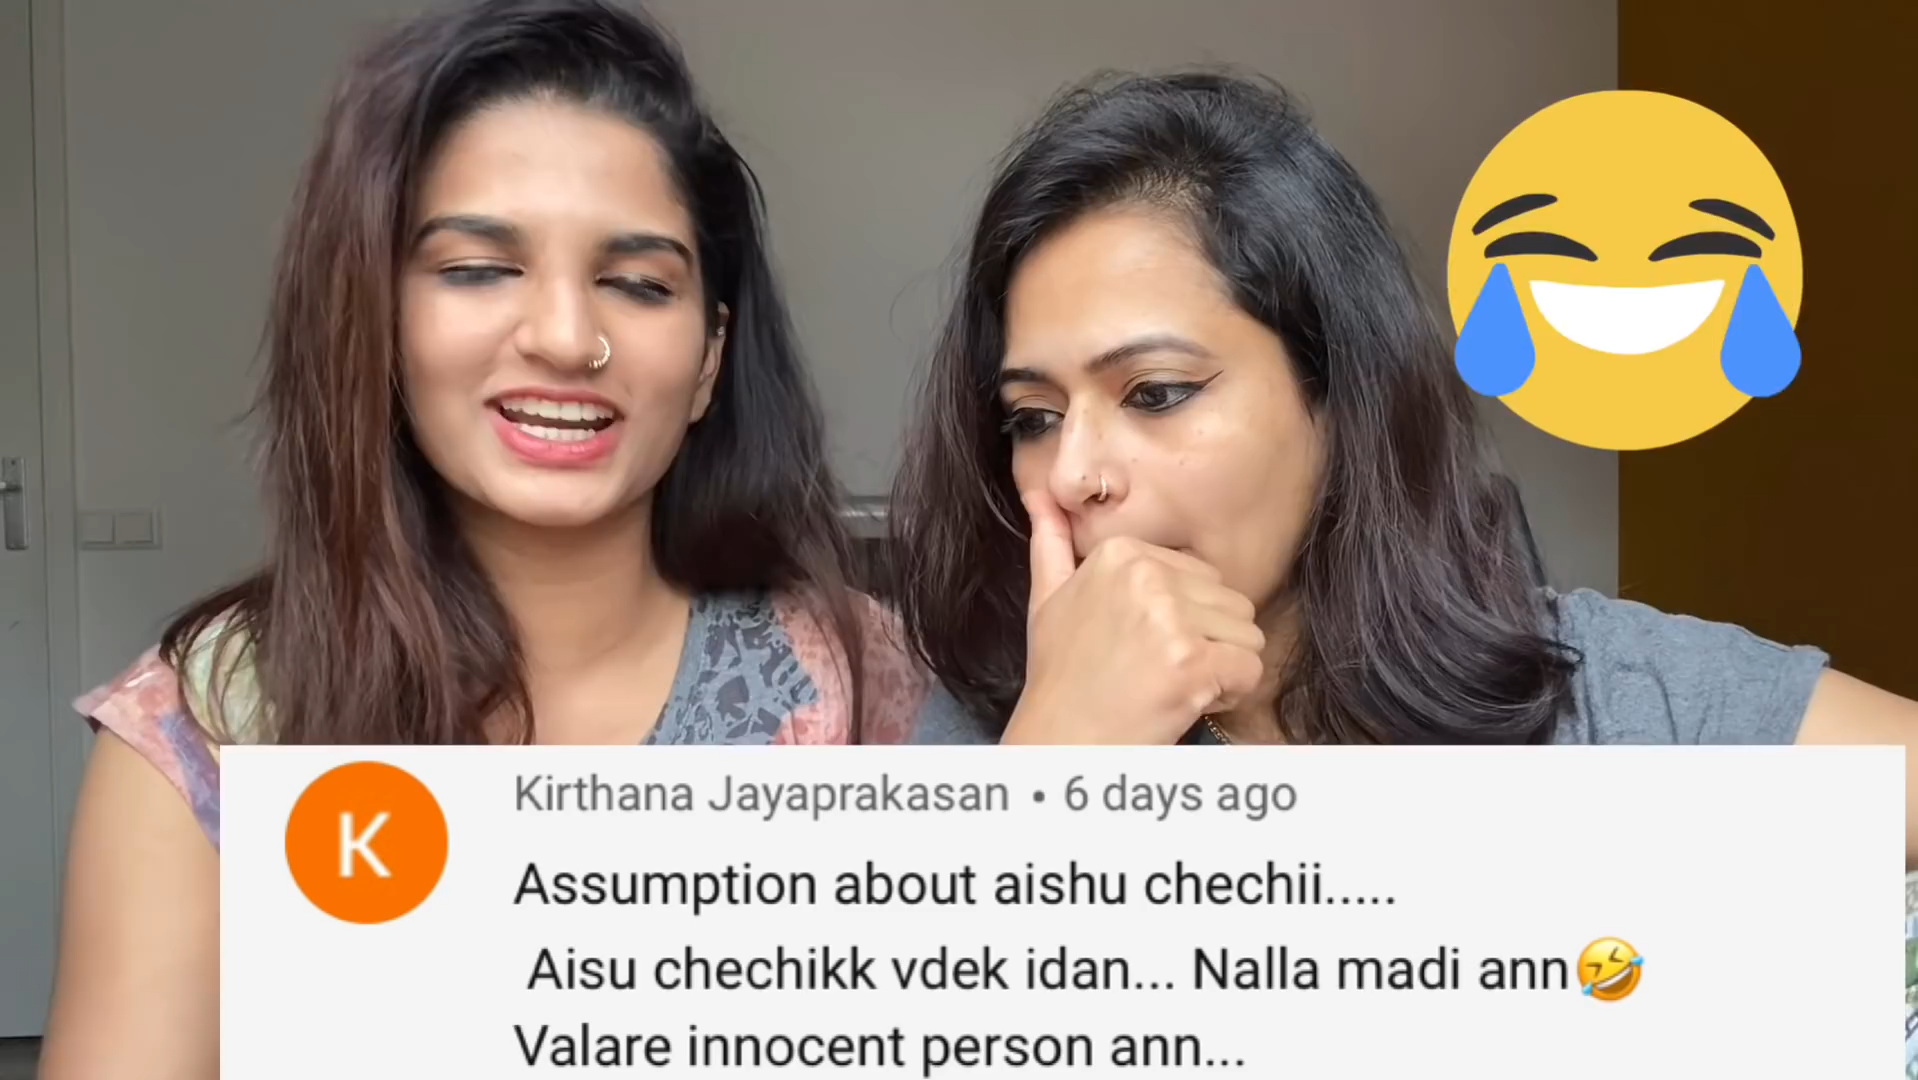 K
Kirthana Jayaprakasan • 6 days ago
Assumption about aishu chechii.....
Aisu chechikk vdek idan... Nalla madi ann🤣
Valare innocent person ann...